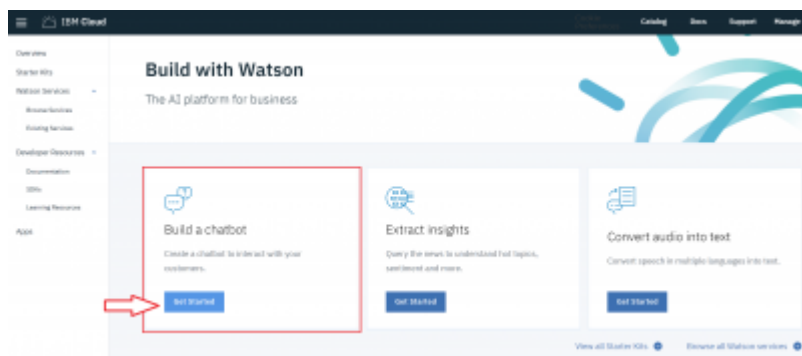 IBM Cloud
Catalog Docs Support Manage
Overview
Starter Kits
Watson Services
Browse Services
Existing Services
Developer Resources
Documentation
SDKs
Learning Resources
Apps
Build with Watson
The AI platform for business
Build a chatbot
Create a chatbot to interact with your
customers.
Get Started
Extract insights
Query the news to understand hot topics,
sentiment and more.
Get Started
Convert audio into text
Convert speech in multiple languages into text.
Get Started
View all Starter Kits
Browse all Watson services